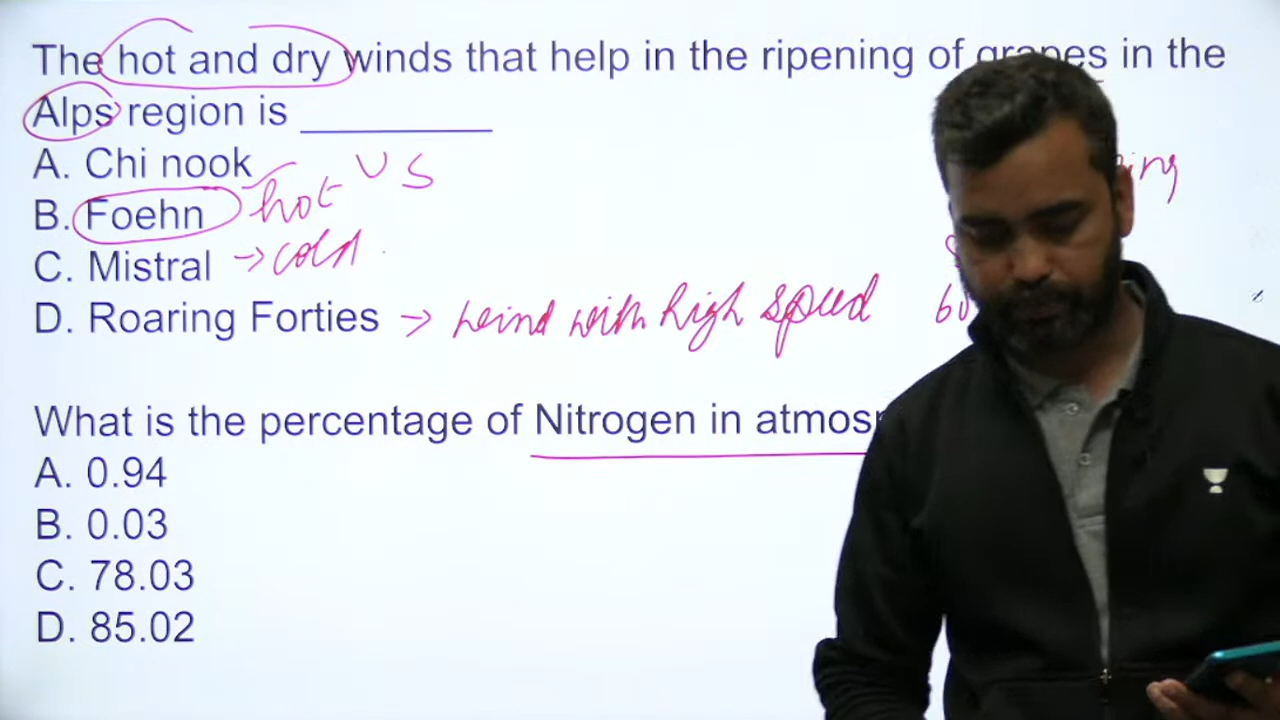 The hot and dry winds that help in the ripening of grapes in the
Alps region is __________
A. Chi nook US
B. Foehn hot
C. Mistral → cold
D. Roaring Forties → wind with high speed 60
What is the percentage of Nitrogen in
A. 0.94
B. 0.03
C. 78.03
D. 85.02